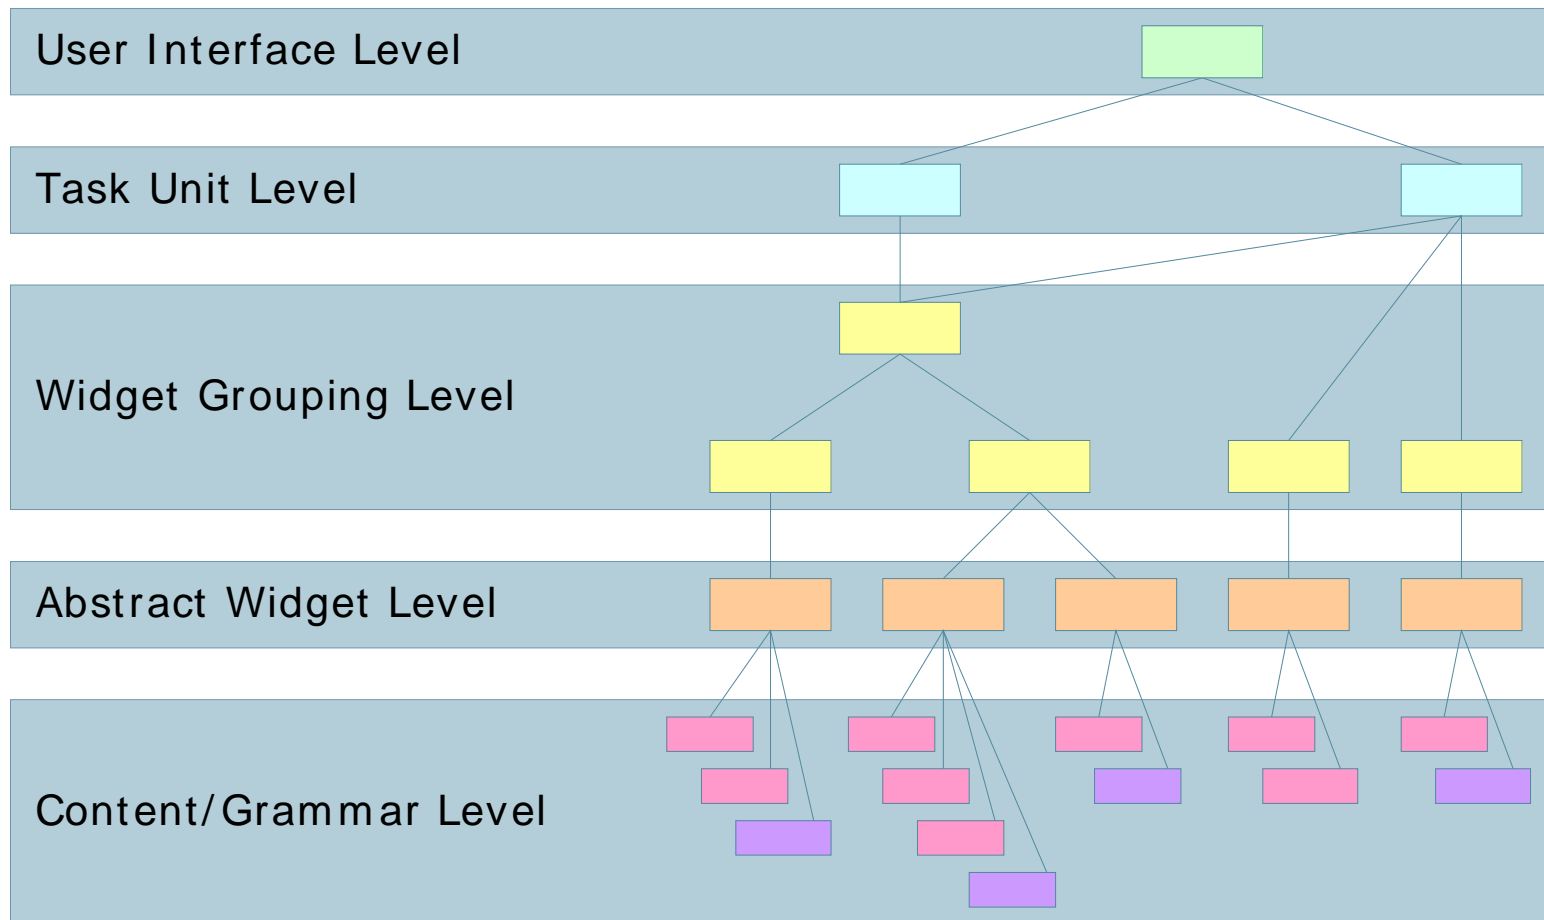 User Interface Level
Task Unit Level
Widget Grouping Level
Abstract Widget Level
Content/Grammar Level